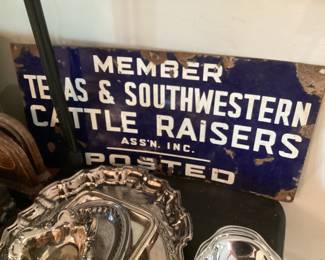 MEMBER
TEXAS & SOUTHWESTERN
CATTLE RAISERS
ASS'N. INC.
POSTED